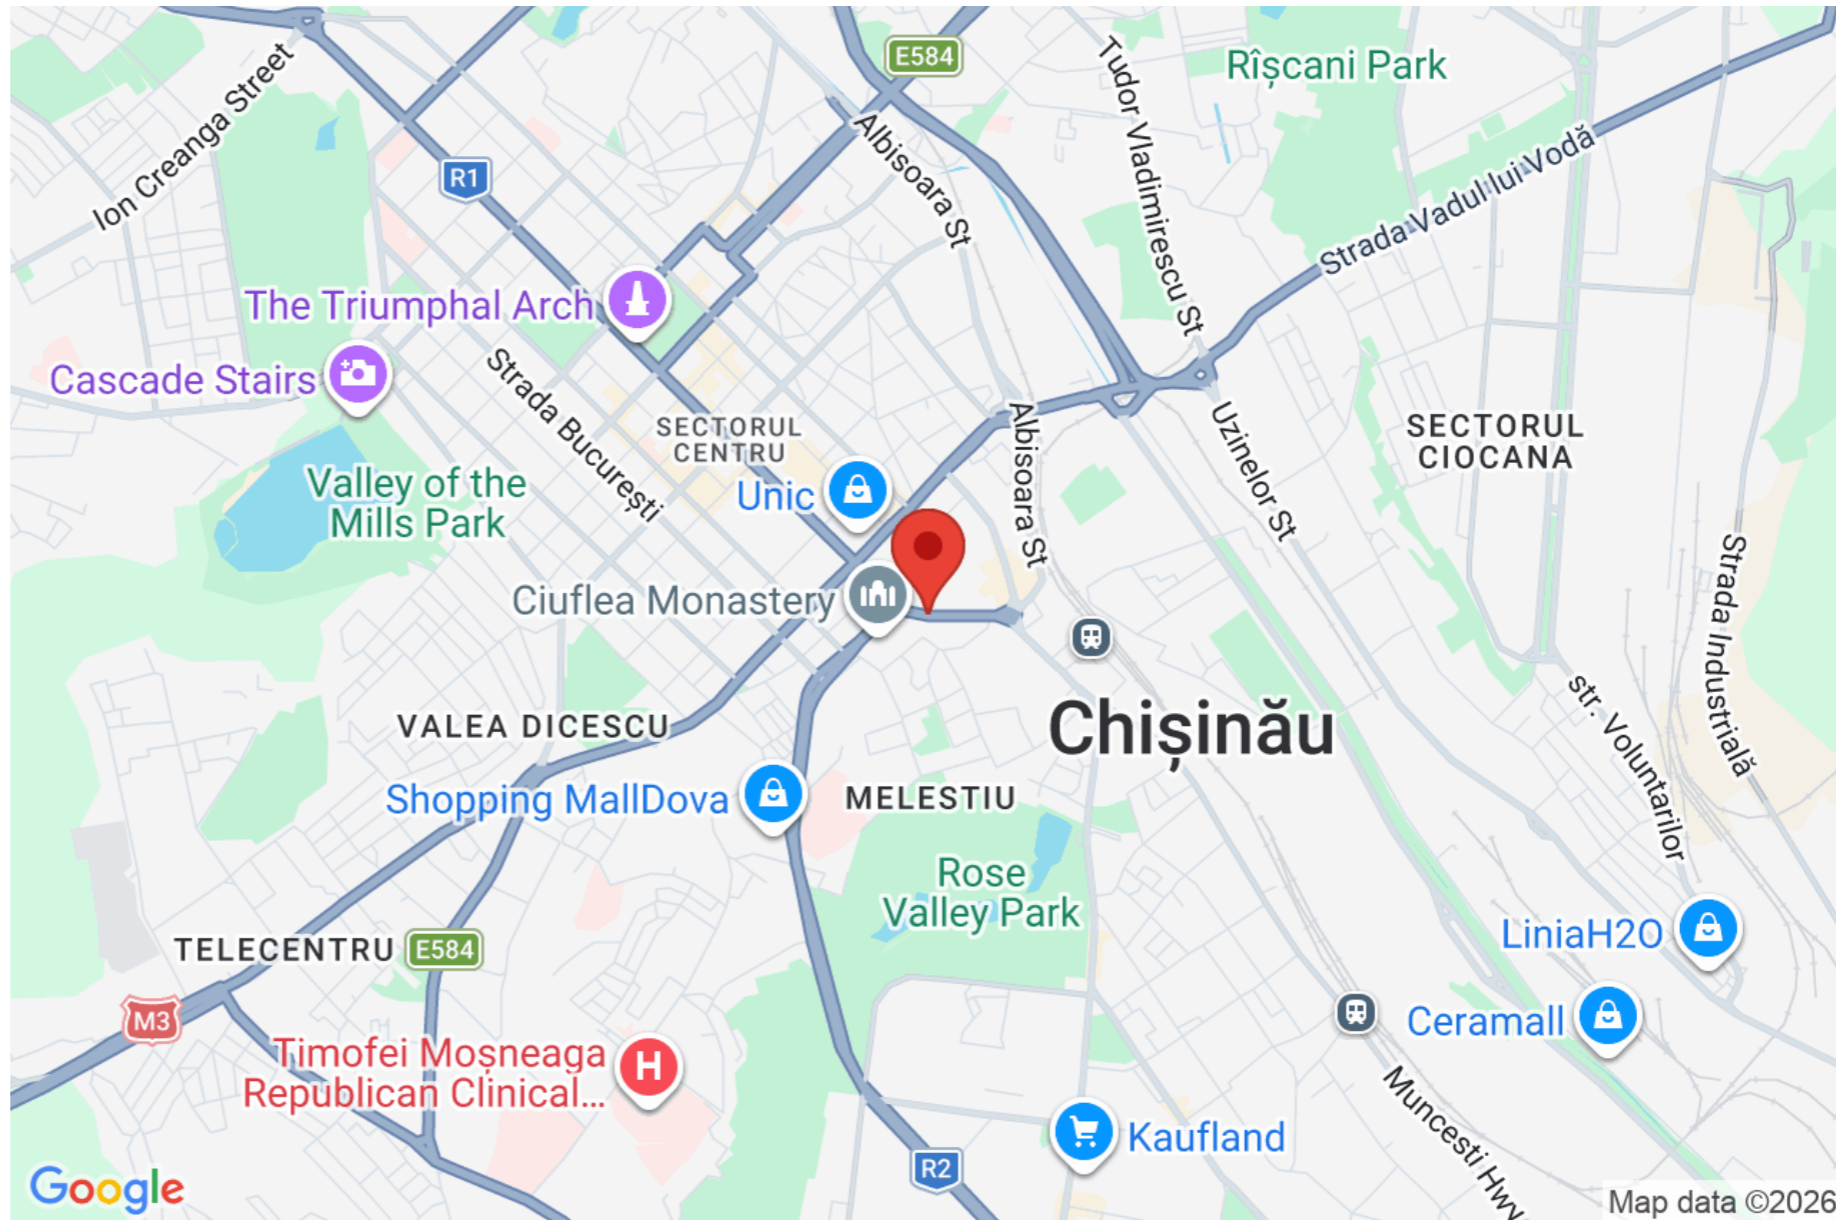 E584
Rîșcani Park
Ion Creanga Street
Tudor Vladimirescu St
Albisoara St
Strada Vadul lui Vodă
R1
The Triumphal Arch
Cascade Stairs
Strada București
SECTORUL
CENTRU
Albisoara St
Uzinelor St
SECTORUL
CIOCANA
Valley of the
Mills Park
Unic
Ciuflea Monastery
Strada Industrială
str. Voluntarilor
VALEA DICESCU
Chișinău
Shopping MallDova
MELESTIU
Rose
Valley Park
TELECENTRU
E584
LiniaH2O
M3
Ceramall
Timofei Moșneaga
Republican Clinical...
H
Muncesti Hwy
Kaufland
R2
Google
Map data ©2026